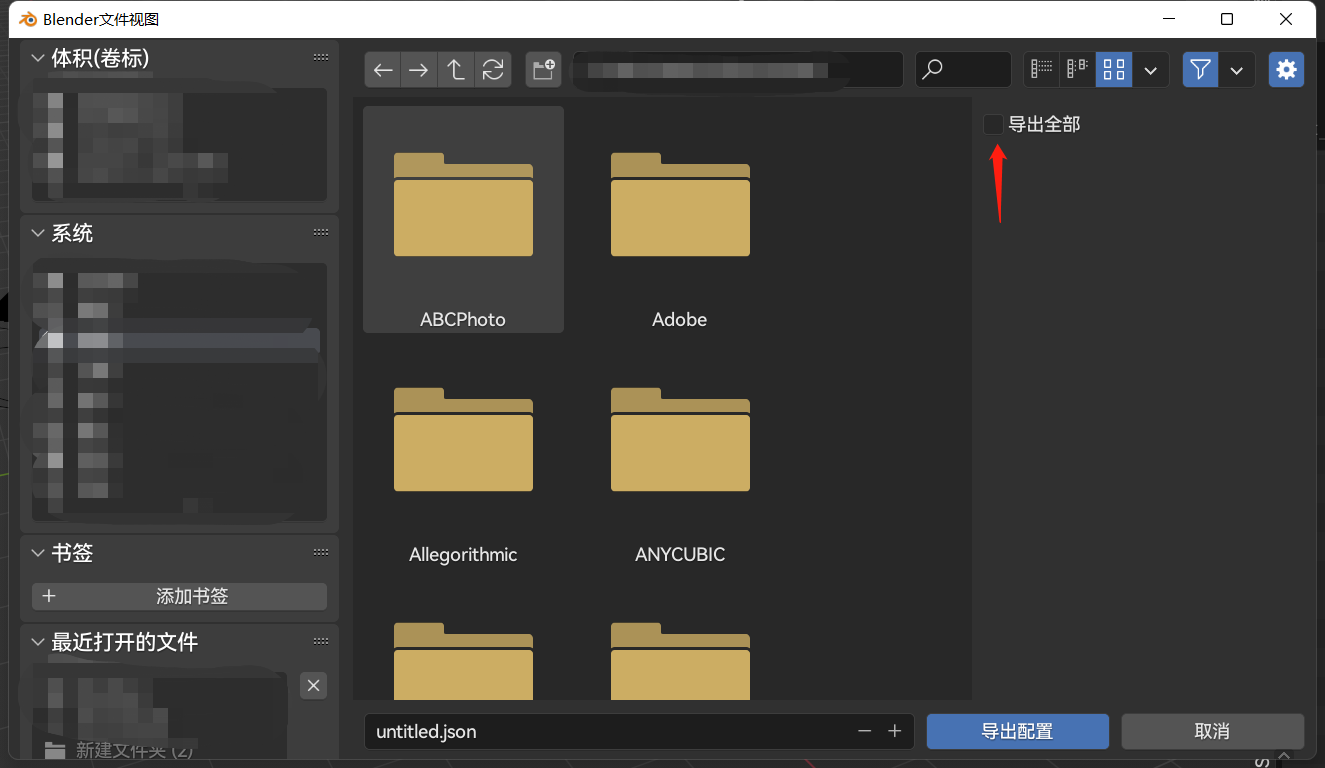 Blender文件视图
体积(卷标)
系统
书签
添加书签
最近打开的文件
新建文件夹 (2)
ABCPhoto
Adobe
Allegorithmic
ANYCUBIC
导出全部
untitled.json
导出配置
取消
S